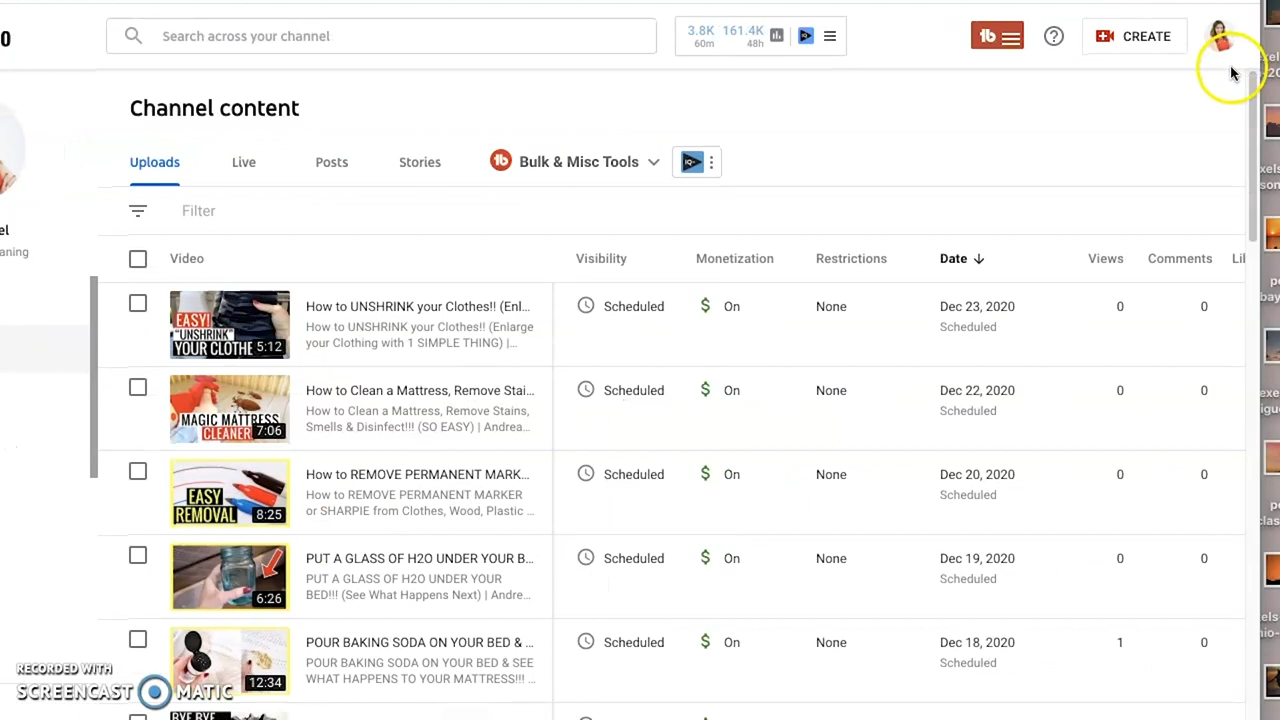 0
Search across your channel
3.8K 161.4K
60m 48h
IQ
tb
?
CREATE
Channel content
Uploads Live Posts Stories tb Bulk & Misc Tools IQ
el
Filter
aning
Video Visibility Monetization Restrictions Date Views Comments Lil
EASY!
"UNSHRINK"
YOUR CLOTHE
5:12
How to UNSHRINK your Clothes!! (Enl...
How to UNSHRINK your Clothes!! (Enlarge
your Clothing with 1 SIMPLE THING) |...
Scheduled $ On None Dec 23, 2020 0 0
Scheduled
MAGIC MATTRESS
CLEANER
7:06
How to Clean a Mattress, Remove Stai...
How to Clean a Mattress, Remove Stains,
Smells & Disinfect!!! (SO EASY) | Andrea...
Scheduled $ On None Dec 22, 2020 0 0
Scheduled
EASY
REMOVAL
8:25
How to REMOVE PERMANENT MARK...
How to REMOVE PERMANENT MARKER
or SHARPIE from Clothes, Wood, Plastic ...
Scheduled $ On None Dec 20, 2020 0 0
Scheduled
6:26
PUT A GLASS OF H2O UNDER YOUR B...
PUT A GLASS OF H2O UNDER YOUR
BED!!! (See What Happens Next) | Andre...
Scheduled $ On None Dec 19, 2020 0 0
Scheduled
12:34
POUR BAKING SODA ON YOUR BED & ...
POUR BAKING SODA ON YOUR BED & SEE
WHAT HAPPENS TO YOUR MATTRESS!!! ...
Scheduled $ On None Dec 18, 2020 1 0
Scheduled
RECORDED WITH
SCREENCAST MATIC